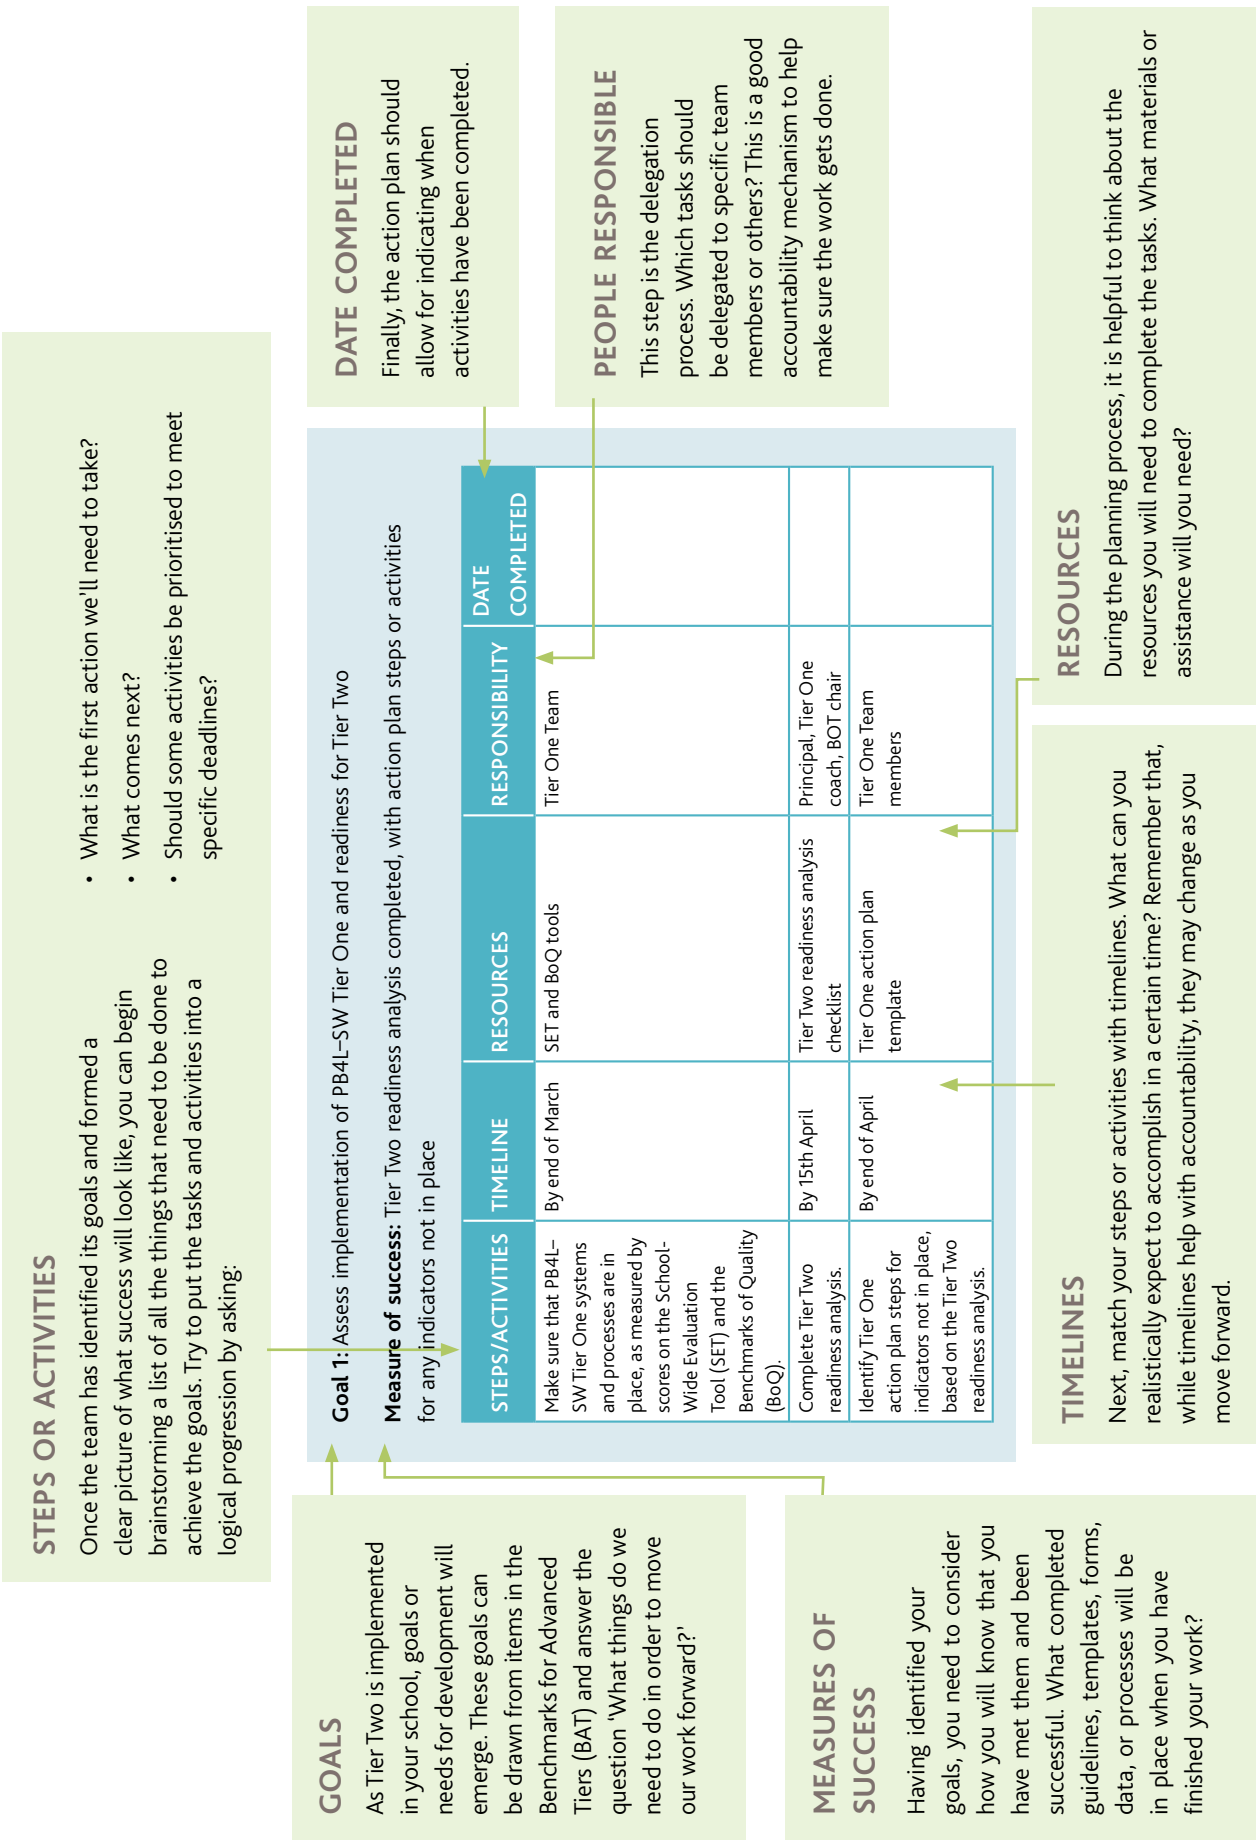 STEPS OR ACTIVITIES
Once the team has identified its goals and formed a
clear picture of what success will look like, you can begin
brainstorming a list of all the things that need to be done to
achieve the goals. Try to put the tasks and activities into a
logical progression by asking:
• What is the first action we'll need to take?
• What comes next?
• Should some activities be prioritised to meet
specific deadlines?
GOALS
As Tier Two is implemented
in your school, goals or
needs for development will
emerge. These goals can
be drawn from items in the
Benchmarks for Advanced
Tiers (BAT) and answer the
question ‘What things do we
need to do in order to move
our work forward?’
MEASURES OF
SUCCESS
Having identified your
goals, you need to consider
how you will know that you
have met them and been
successful. What completed
guidelines, templates, forms,
data, or processes will be
in place when you have
finished your work?
Goal 1: Assess implementation of PB4L–SW Tier One and readiness for Tier Two
Measure of success: Tier Two readiness analysis completed, with action plan steps or activities
for any indicators not in place
STEPS/ACTIVITIES
TIMELINE
RESOURCES
RESPONSIBILITY
DATE
COMPLETED
Make sure that PB4L–
SW Tier One systems
and processes are in
place, as measured by
scores on the School-
Wide Evaluation
Tool (SET) and the
Benchmarks of Quality
(BoQ).
By end of March
SET and BoQ tools
Tier One Team
Complete Tier Two
readiness analysis.
By 15th April
Tier Two readiness analysis
checklist
Principal, Tier One
coach, BOT chair
Identify Tier One
action plan steps for
indicators not in place,
based on the Tier Two
readiness analysis.
By end of April
Tier One action plan
template
Tier One Team
members
DATE COMPLETED
Finally, the action plan should
allow for indicating when
activities have been completed.
PEOPLE RESPONSIBLE
This step is the delegation
process. Which tasks should
be delegated to specific team
members or others? This is a good
accountability mechanism to help
make sure the work gets done.
TIMELINES
Next, match your steps or activities with timelines. What can you
realistically expect to accomplish in a certain time? Remember that,
while timelines help with accountability, they may change as you
move forward.
RESOURCES
During the planning process, it is helpful to think about the
resources you will need to complete the tasks. What materials or
assistance will you need?